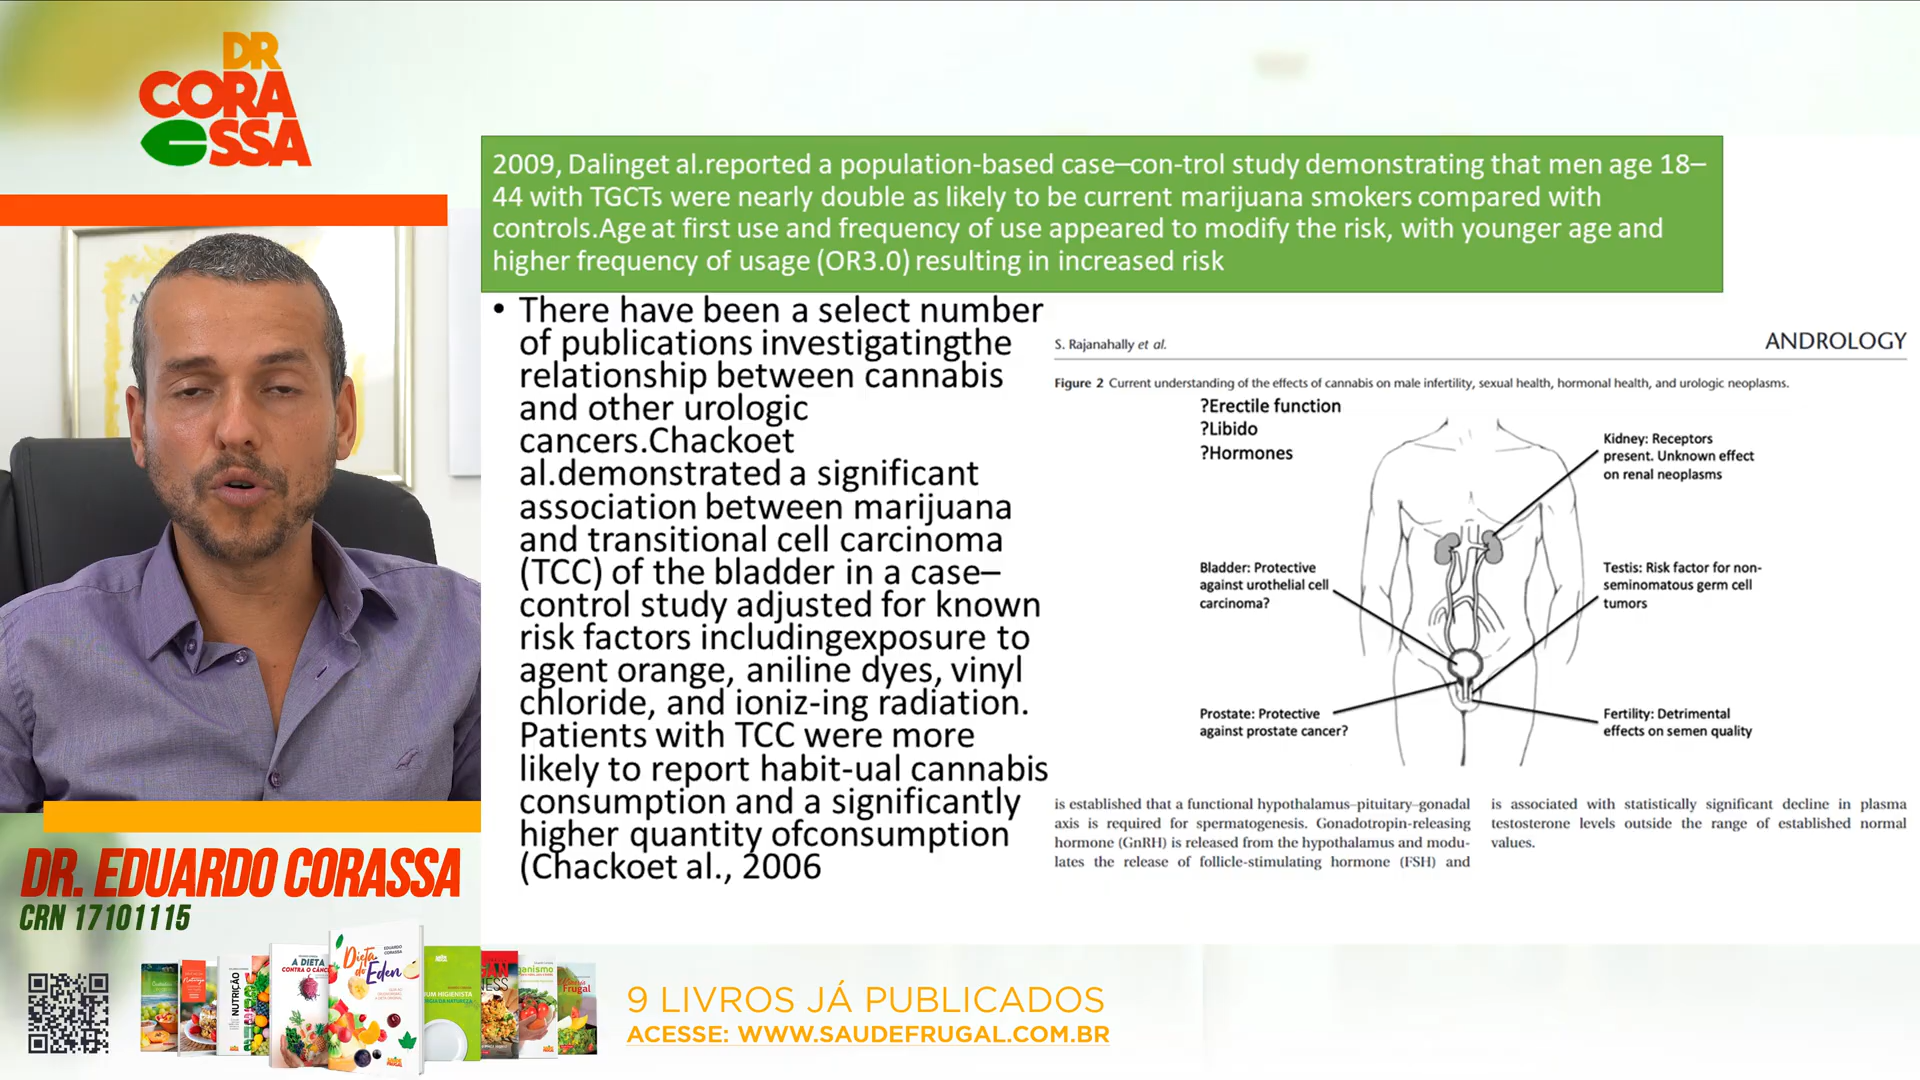 DR
CORA
SSA
2009, Dalinget al.reported a population-based case–con-trol study demonstrating that men age 18–
44 with TGCTs were nearly double as likely to be current marijuana smokers compared with
controls.Age at first use and frequency of use appeared to modify the risk, with younger age and
higher frequency of usage (OR3.0) resulting in increased risk
• There have been a select number
of publications investigatingthe
relationship between cannabis
and other urologic
cancers.Chackoet
al.demonstrated a significant
association between marijuana
and transitional cell carcinoma
(TCC) of the bladder in a case–
control study adjusted for known
risk factors includingexposure to
agent orange, aniline dyes, vinyl
chloride, and ioniz-ing radiation.
Patients with TCC were more
likely to report habit-ual cannabis
consumption and a significantly
higher quantity ofconsumption
(Chackoet al., 2006
S. Rajanahally et al.
ANDROLOGY
Figure 2 Current understanding of the effects of cannabis on male infertility, sexual health, hormonal health, and urologic neoplasms.
?Erectile function
?Libido
?Hormones
Kidney: Receptors
present. Unknown effect
on renal neoplasms
Bladder: Protective
against urothelial cell
carcinoma?
Testis: Risk factor for non-
seminomatous germ cell
tumors
Prostate: Protective
against prostate cancer?
Fertility: Detrimental
effects on semen quality
is established that a functional hypothalamus–pituitary–gonadal
axis is required for spermatogenesis. Gonadotropin-releasing
hormone (GnRH) is released from the hypothalamus and modu-
lates the release of follicle-stimulating hormone (FSH) and
is associated with statistically significant decline in plasma
testosterone levels outside the range of established normal
values.
DR. EDUARDO CORASSA
CRN 17101115
NUTRIÇÃO
A DIETA
CONTRA O CÂNC
EDUARDO
CORASSA
Dieta
do Eden
UM HIGIENISTA
Frugal
9 LIVROS JÁ PUBLICADOS
ACESSE: WWW.SAUDEFRUGAL.COM.BR